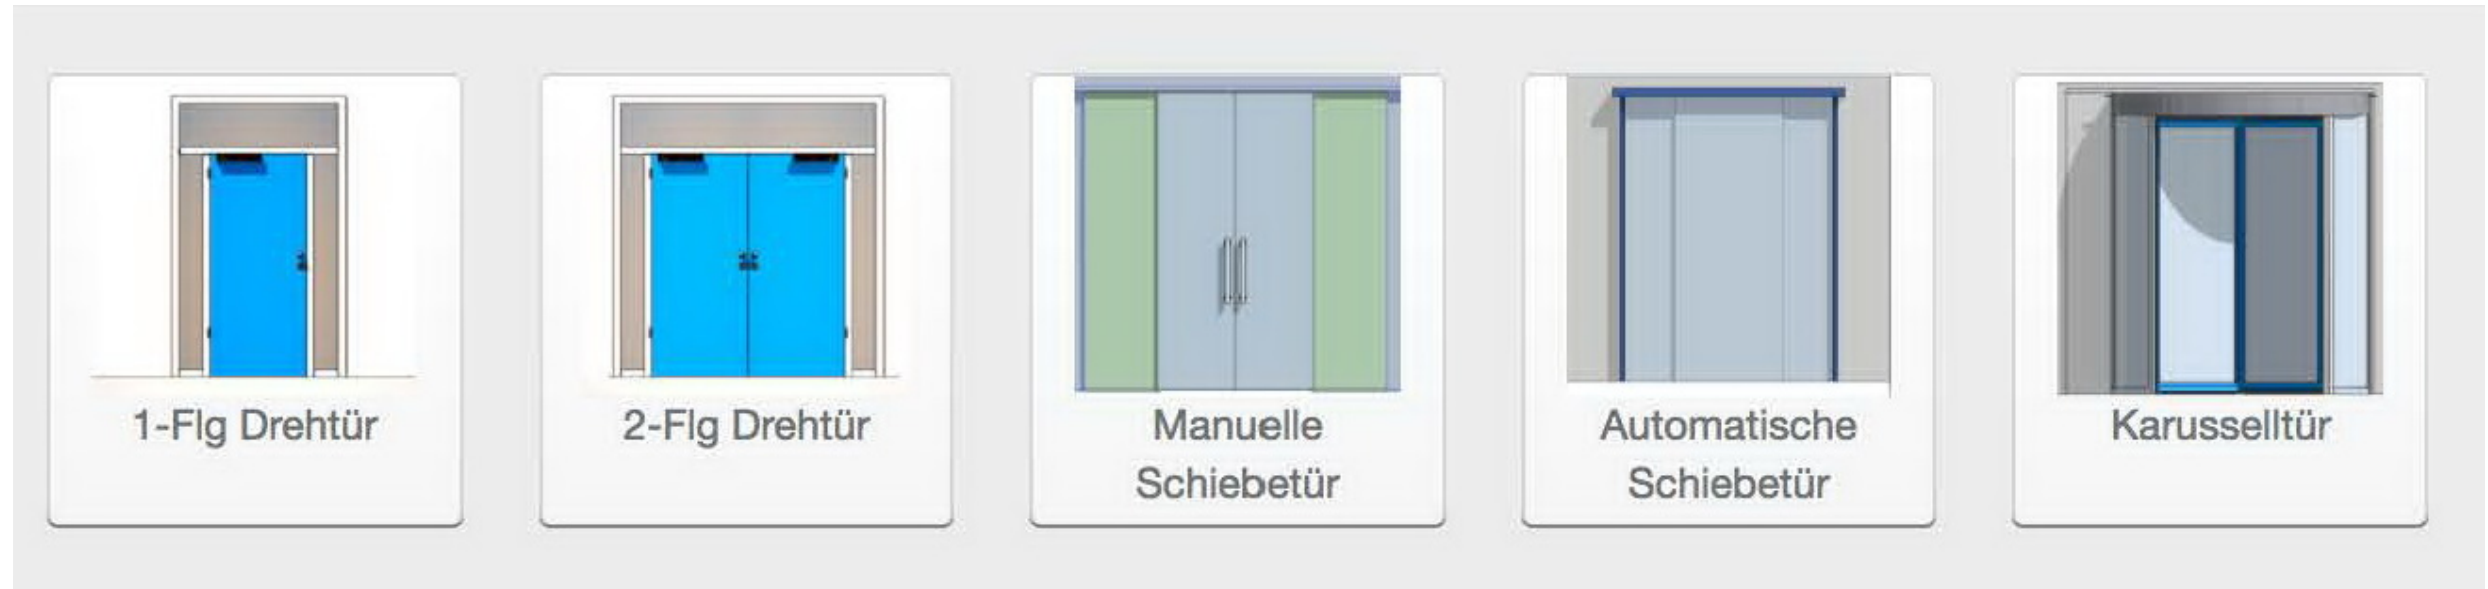 1-Flg Drehtür
2-Flg Drehtür
Manuelle
Schiebetür
Automatische
Schiebetür
Karusselltür